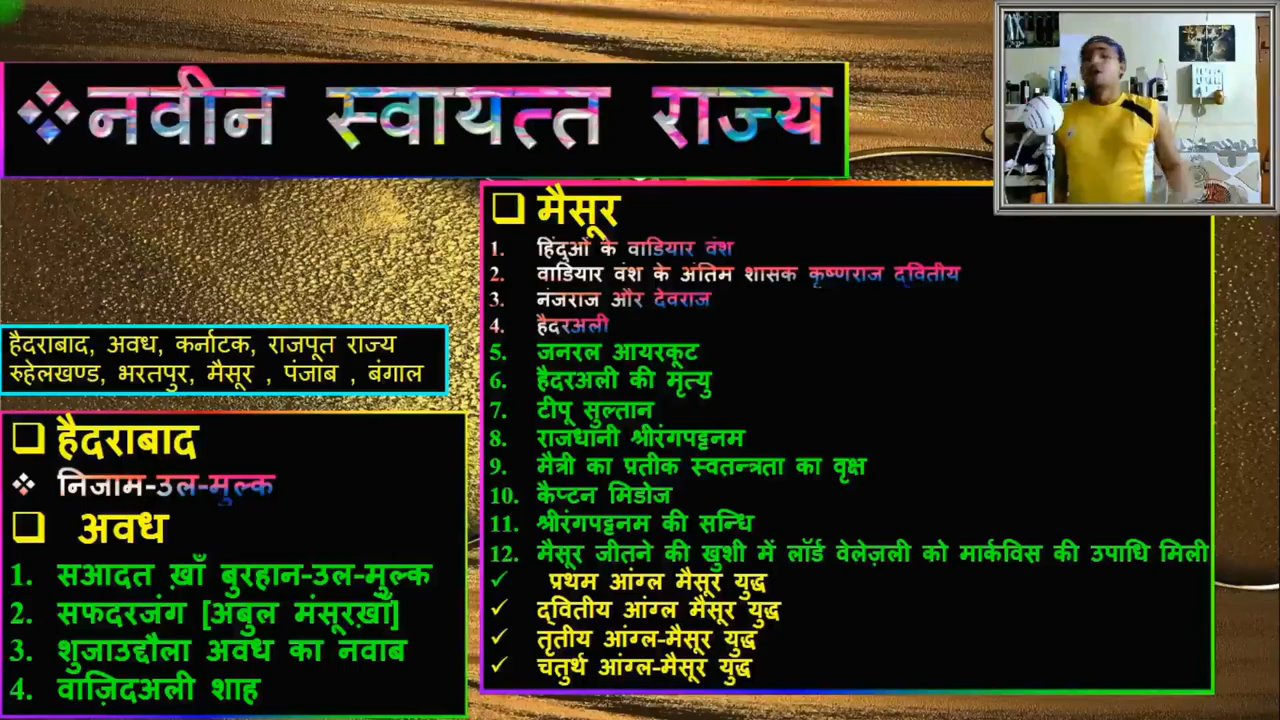 ❖नवीन स्वायत्त राज्य
हैदराबाद, अवध, कर्नाटक, राजपूत राज्य
रुहेलखण्ड, भरतपुर, मैसूर , पंजाब , बंगाल
❑ हैदराबाद
❖ निजाम-उल-मुल्क
❑ अवध
1. सआदत ख़ाँ बुरहान-उल-मुल्क
2. सफदरजंग [अबुल मंसूरख़ाँ]
3. शुजाउद्दौला अवध का नवाब
4. वाज़िदअली शाह
❑ मैसूर
1. हिंदुओं के वाडियार वंश
2. वाडियार वंश के अंतिम शासक कृष्णराज द्वितीय
3. नंजराज और देवराज
4. हैदरअली
5. जनरल आयरकूट
6. हैदरअली की मृत्यु
7. टीपू सुल्तान
8. राजधानी श्रीरंगपट्टनम
9. मैत्री का प्रतीक स्वतन्त्रता का वृक्ष
10. कैप्टन मिडोज
11. श्रीरंगपट्टनम की सन्धि
12. मैसूर जीतने की खुशी में लॉर्ड वेलेज़ली को मार्कविस की उपाधि मिली
✓ प्रथम आंग्ल मैसूर युद्ध
✓ द्वितीय आंग्ल मैसूर युद्ध
✓ तृतीय आंग्ल-मैसूर युद्ध
✓ चतुर्थ आंग्ल-मैसूर युद्ध